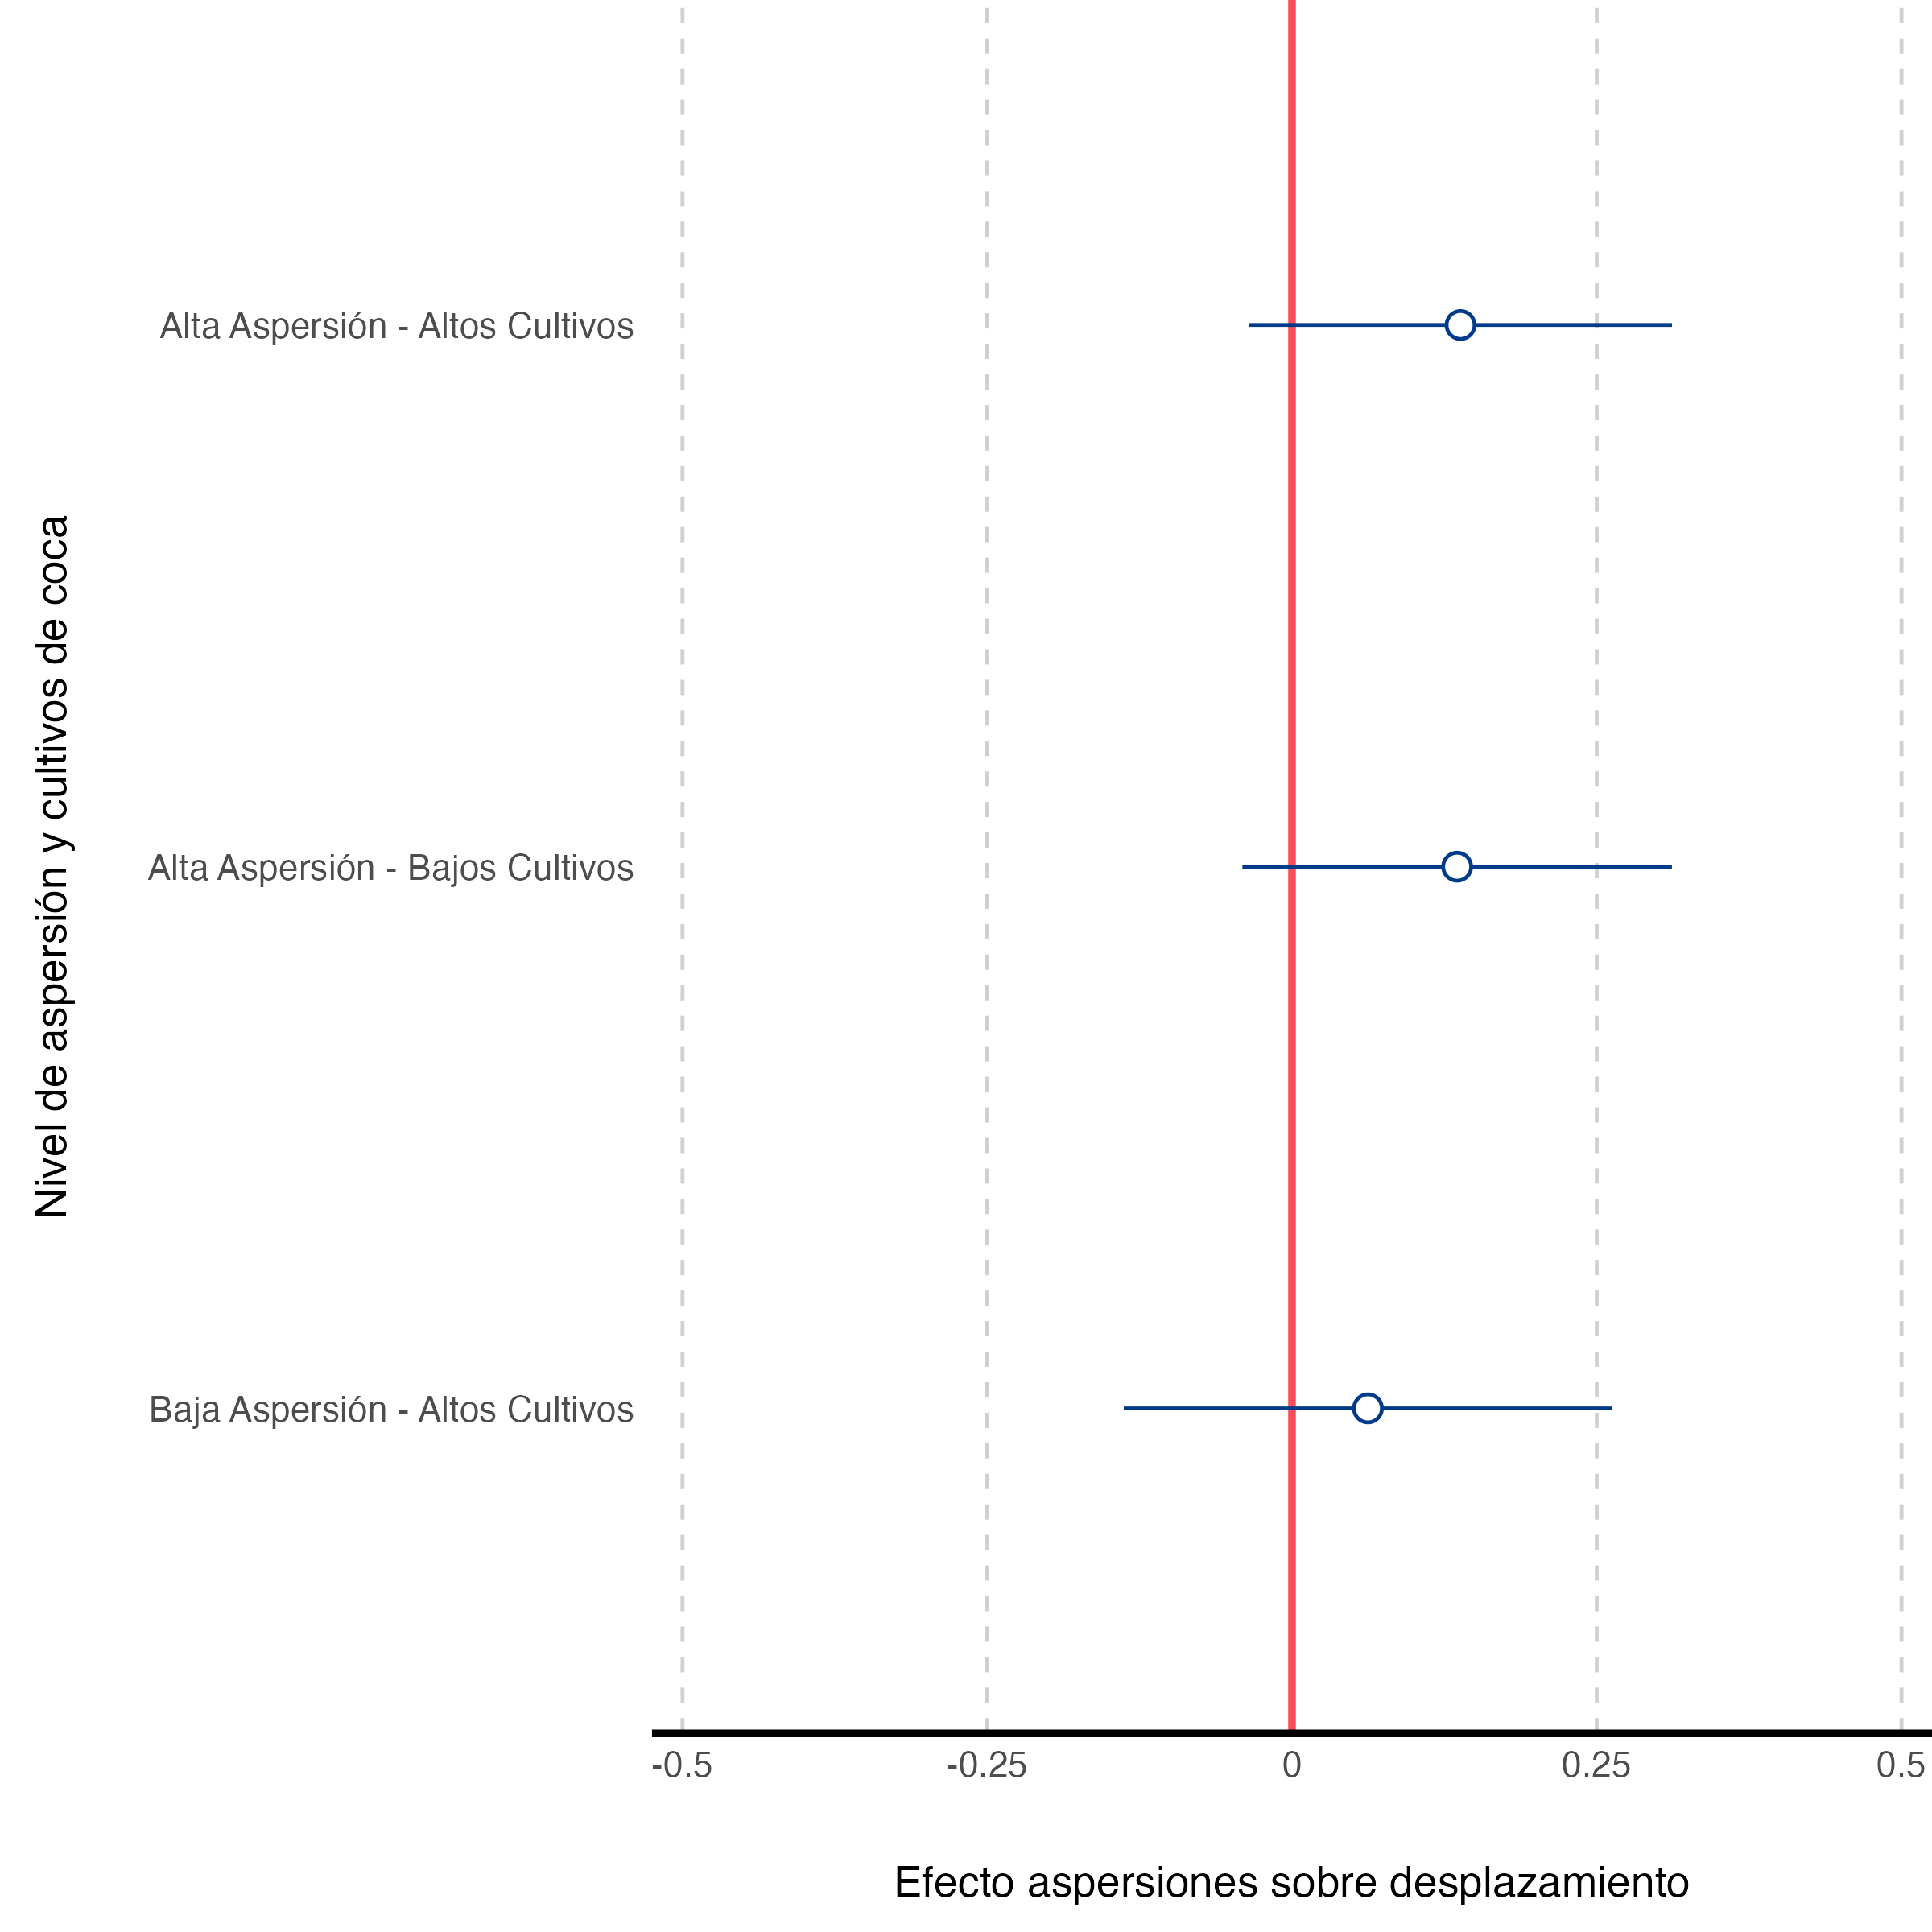 Nivel de aspersión y cultivos de coca
Alta Aspersión - Altos Cultivos
Alta Aspersión - Bajos Cultivos
Baja Aspersión - Altos Cultivos
-0.5 -0.25 0 0.25 0.5
Efecto aspersiones sobre desplazamiento